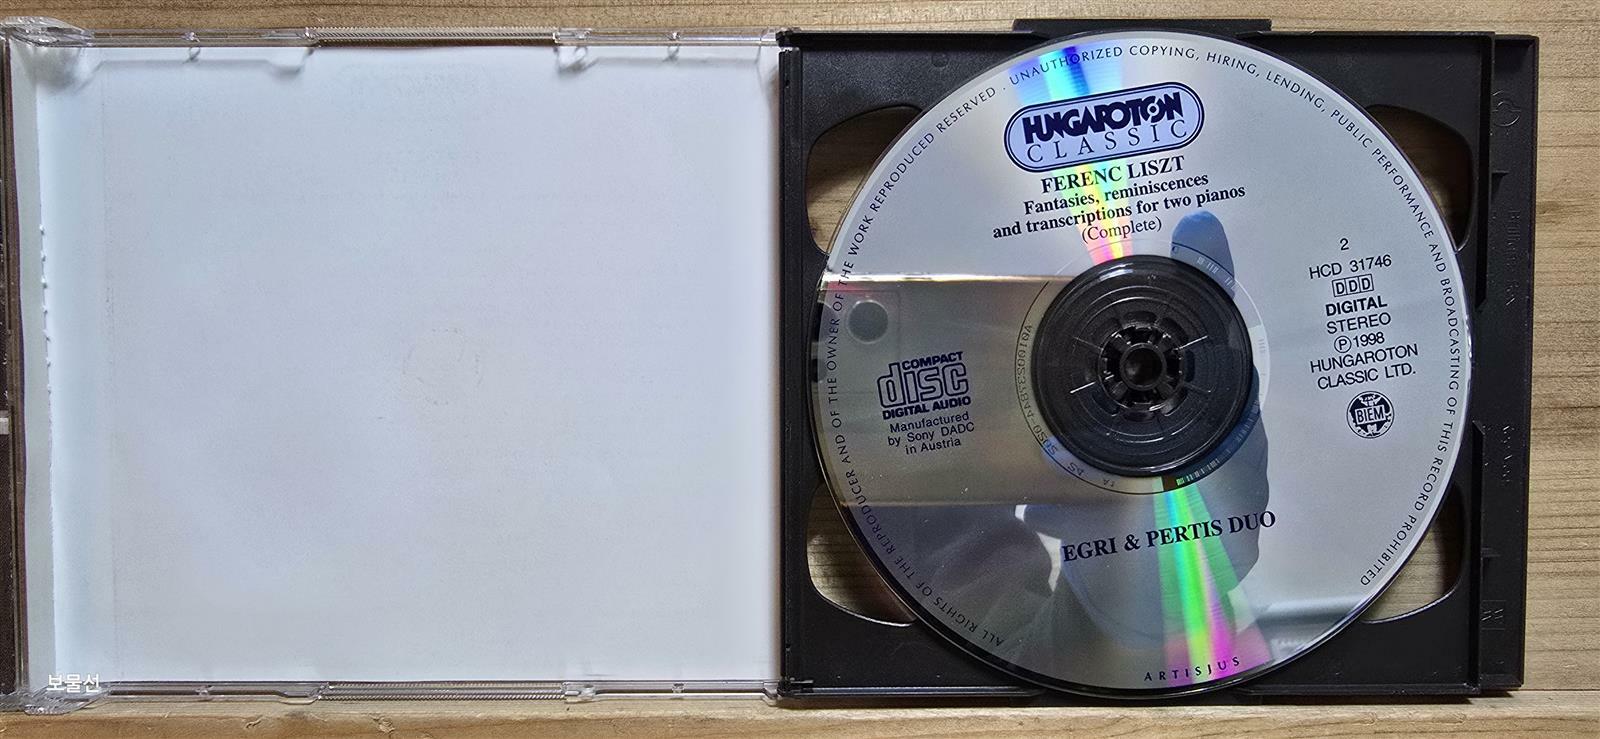 UNAUTHORIZED COPYING, HIRING, LENDING, PUBLIC PERFORMANCE AND BROADCASTING OF THIS RECORD PROHIBITED
ALL RIGHTS OF THE REPRODUCER AND OF THE OWNER OF THE WORK REPRODUCED RESERVED ·
HUNGAROTON
CLASSIC
FERENC LISZT
Fantasies, reminiscences
and transcriptions for two pianos
(Complete)
2
HCD 31746
DDD
DIGITAL
STEREO
Ⓟ1998
HUNGAROTON
CLASSIC LTD.
BIEM
COMPACT
disc
DIGITAL AUDIO
Manufactured
by Sony DADC
in Austria
EGRI & PERTIS DUO
ARTISJUS
보물선